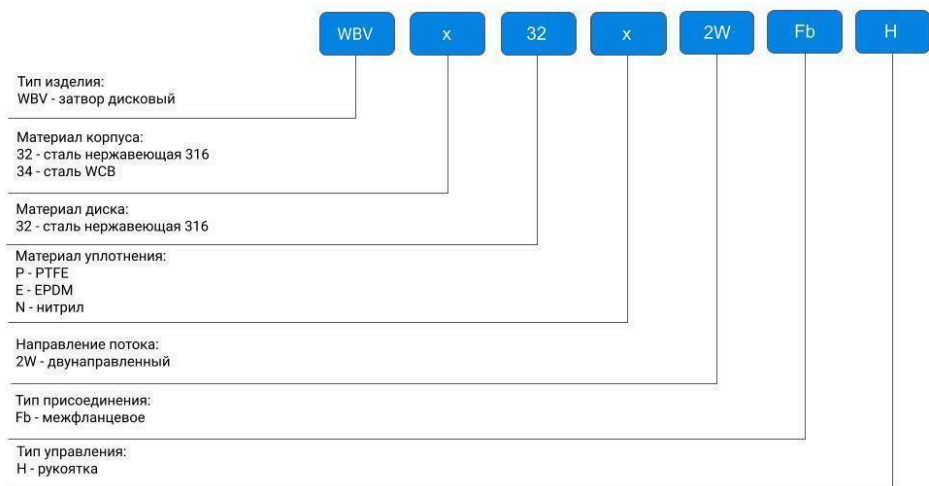 WBV x 32 x 2W Fb H
Тип изделия:
WBV - затвор дисковый
Материал корпуса:
32 - сталь нержавеющая 316
34 - сталь WCB
Материал диска:
32 - сталь нержавеющая 316
Материал уплотнения:
P - PTFE
E - EPDM
N - нитрил
Направление потока:
2W - двунаправленный
Тип присоединения:
Fb - межфланцевое
Тип управления:
H - рукоятка